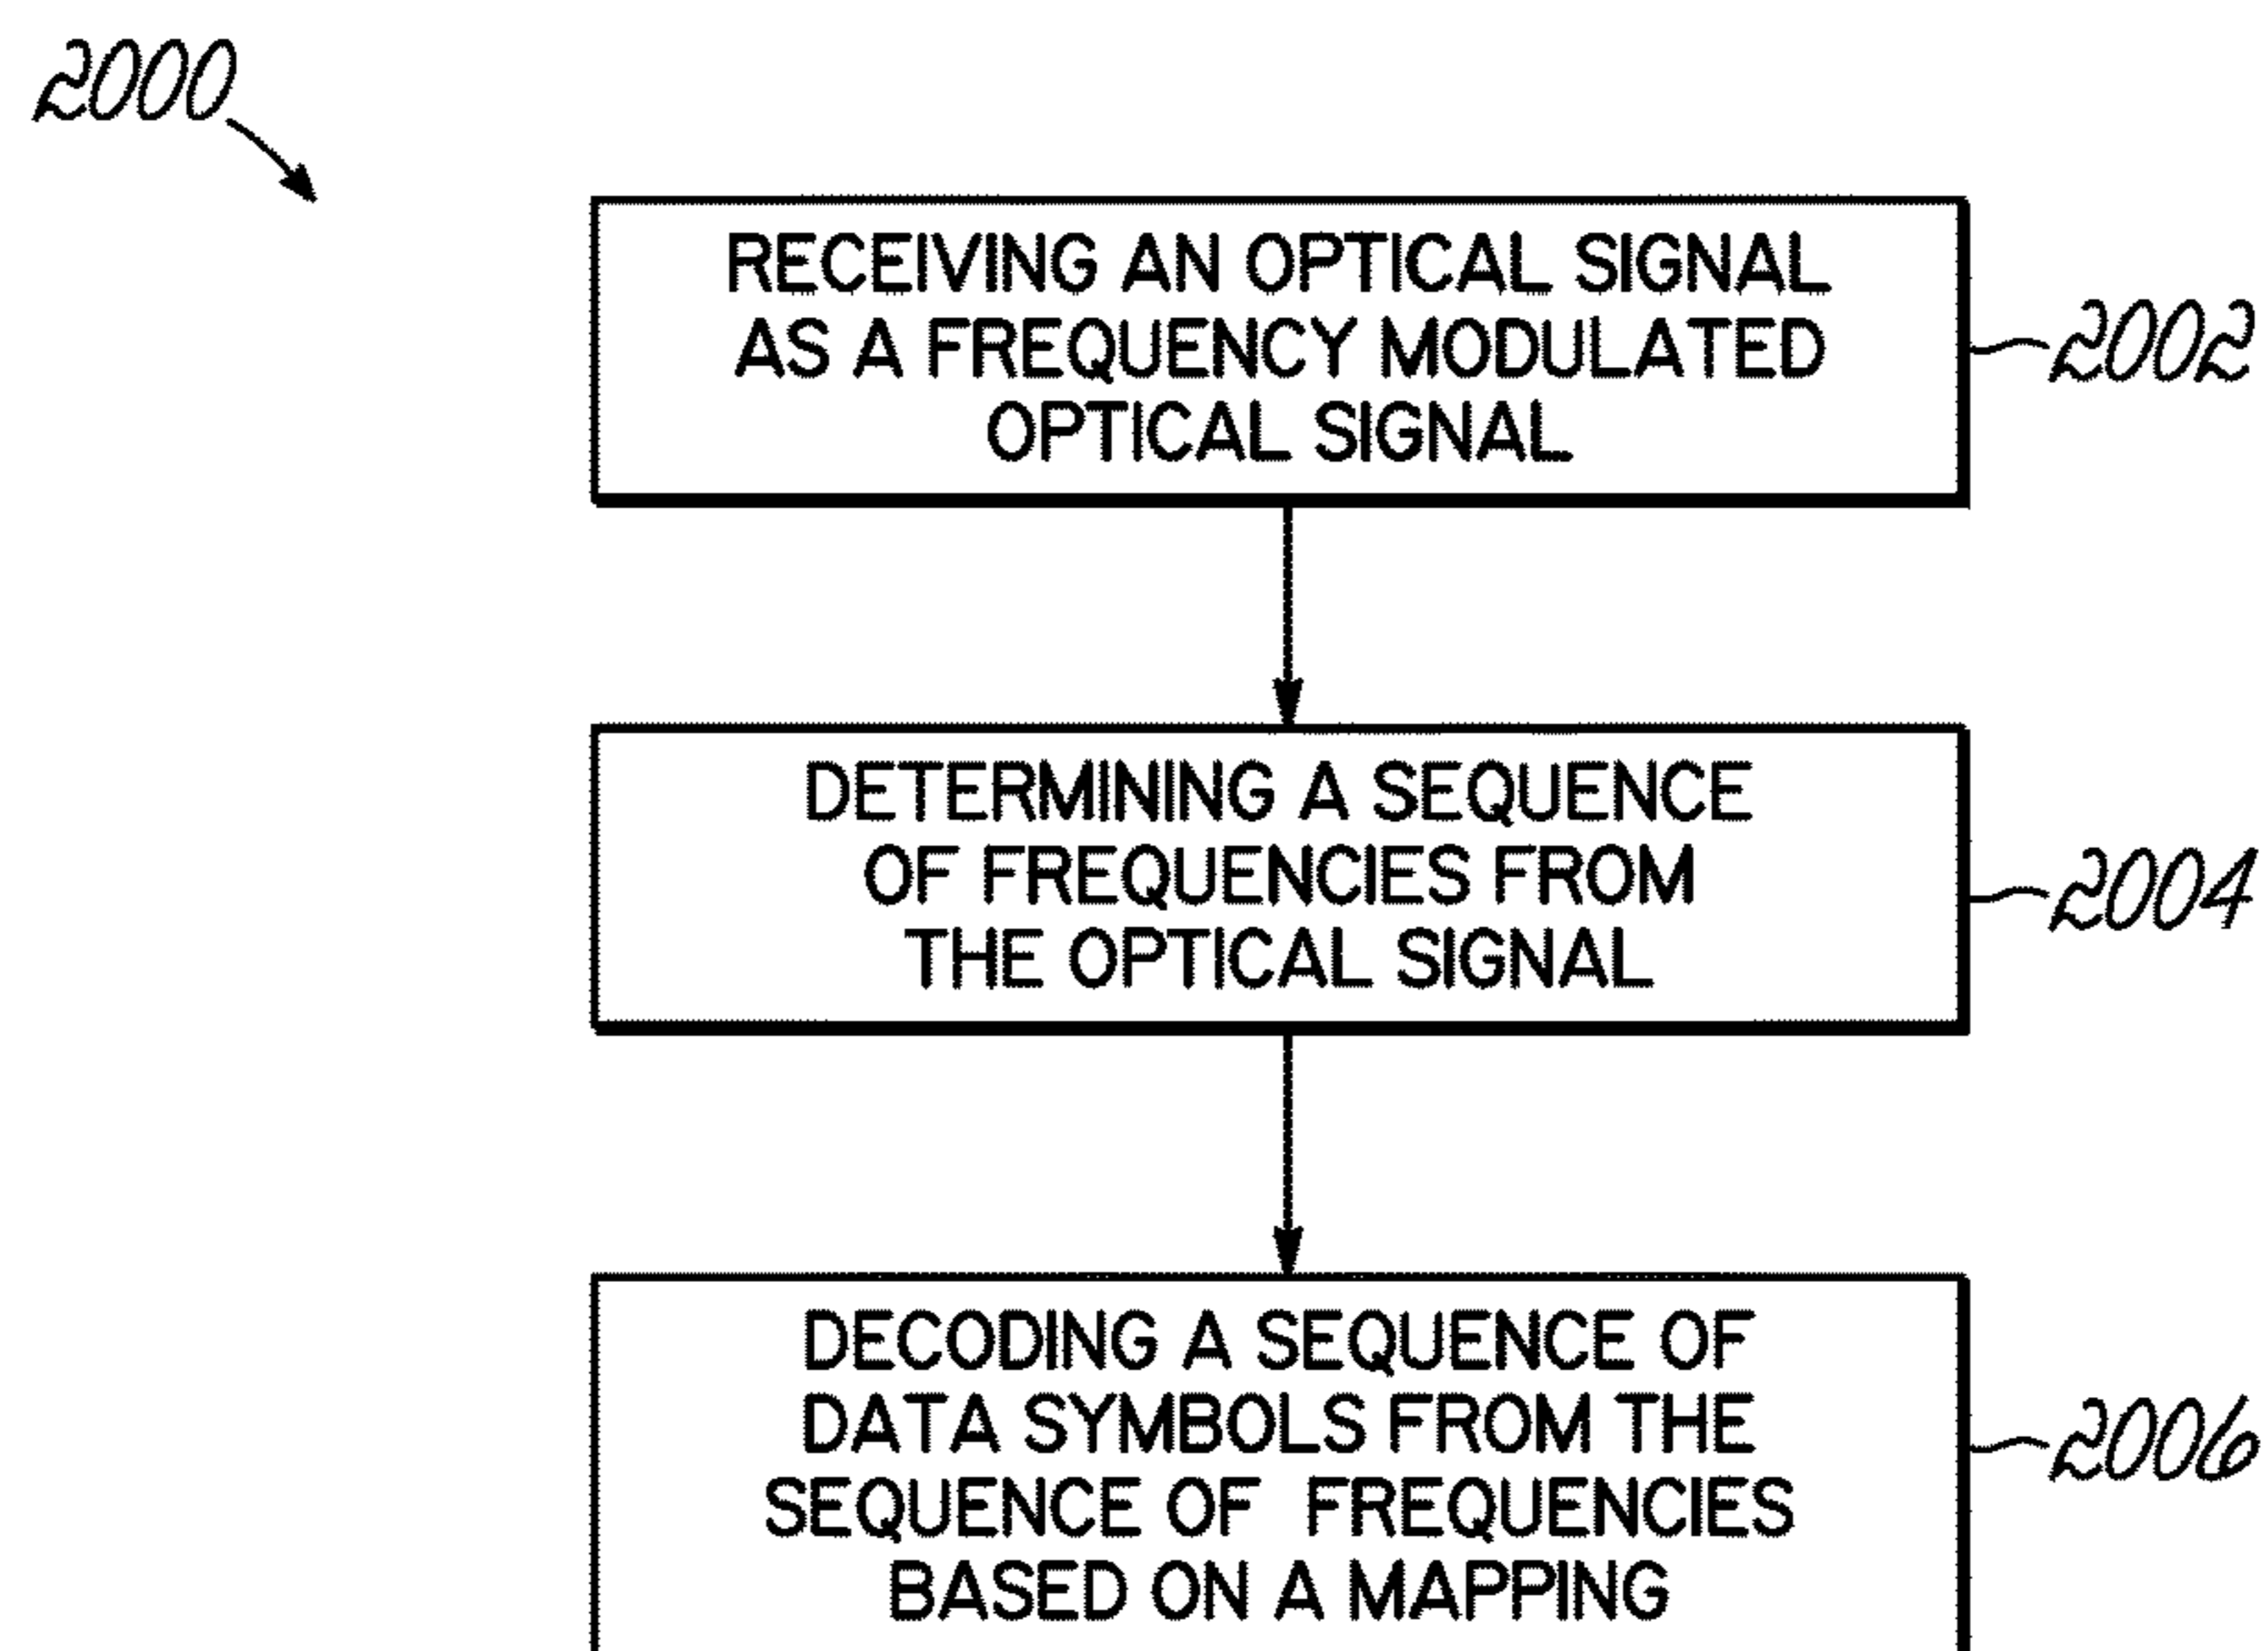 2000
RECEIVING AN OPTICAL SIGNAL
AS A FREQUENCY MODULATED
OPTICAL SIGNAL
2002
DETERMINING A SEQUENCE
OF FREQUENCIES FROM
THE OPTICAL SIGNAL
2004
DECODING A SEQUENCE OF
DATA SYMBOLS FROM THE
SEQUENCE OF FREQUENCIES
BASED ON A MAPPING
2006